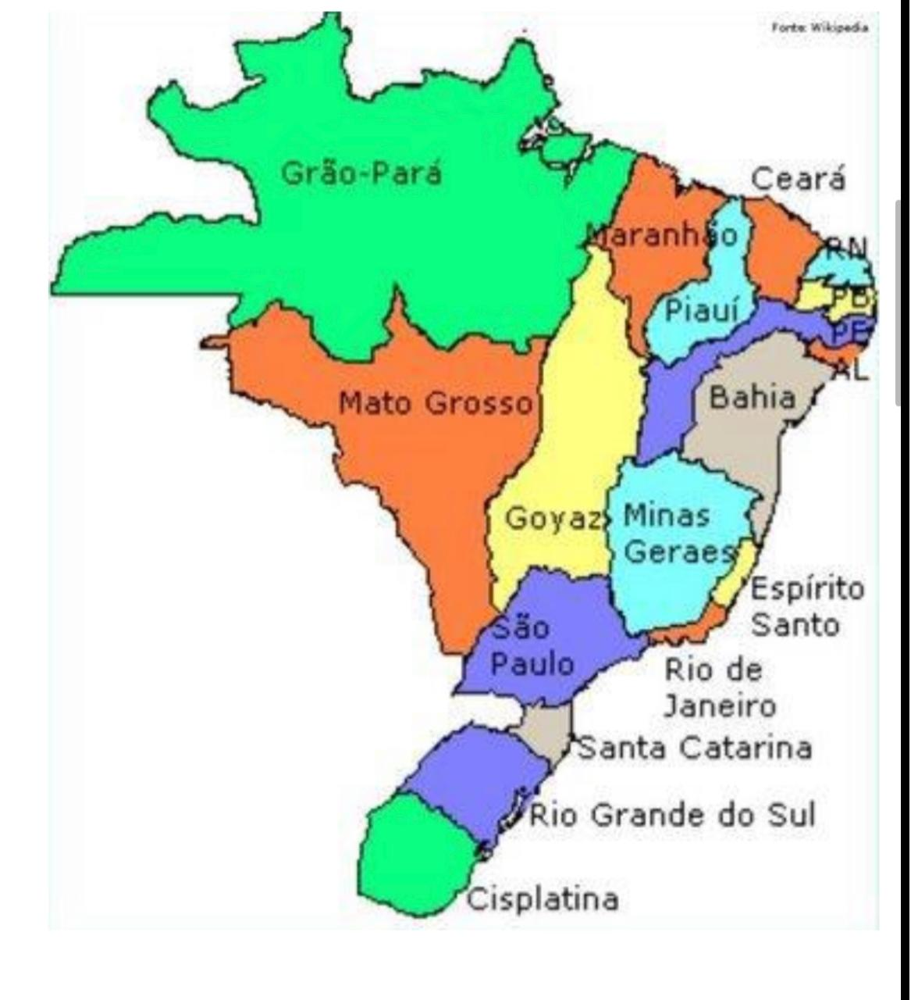 Fonte: Wikipedia
Grão-Pará
Ceará
Maranhão
RN
PB
Piauí
PE
AL
Mato Grosso
Bahia
Goyaz
Minas
Geraes
Espírito
Santo
São
Paulo
Rio de
Janeiro
Santa Catarina
Rio Grande do Sul
Cisplatina